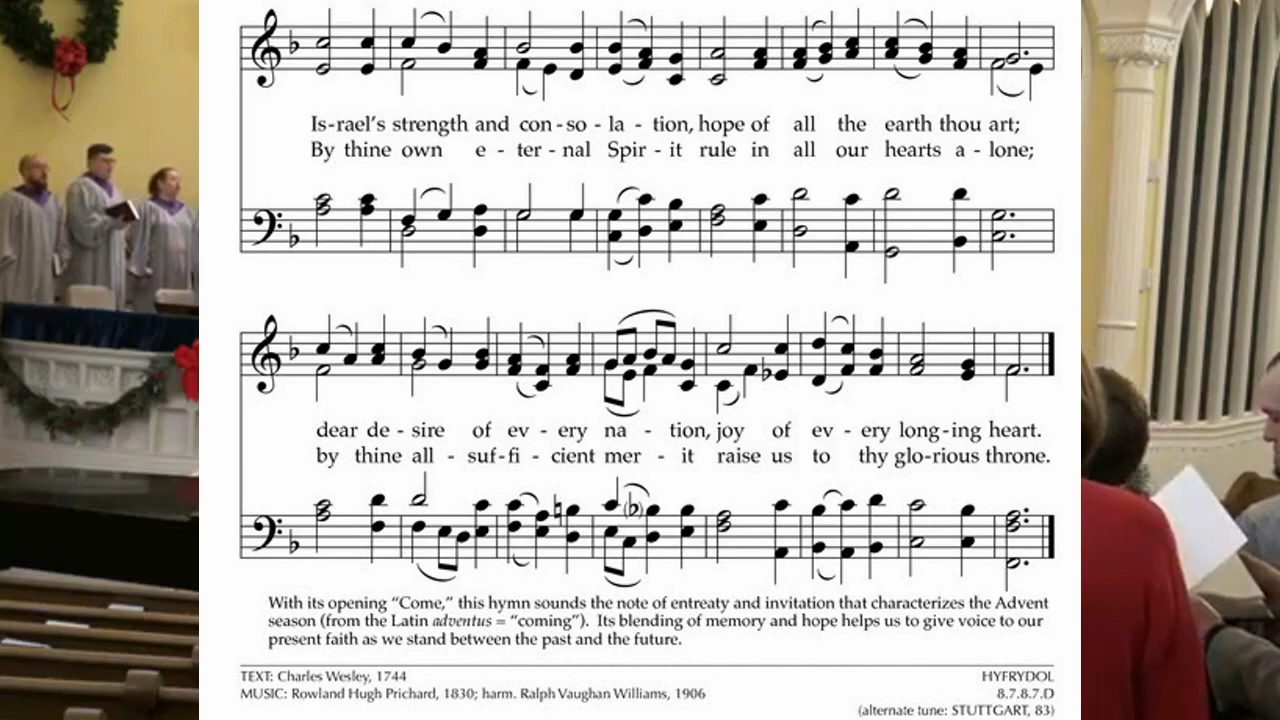 Is-rael's strength and con-so-la-tion, hope of all the earth thou art;
By thine own e-ter-nal Spir-it rule in all our hearts a-lone;
dear de-sire of ev-ery na-tion, joy of ev-ery long-ing heart.
by thine all-suf-fi-cient mer-it raise us to thy glo-rious throne.
With its opening “Come,” this hymn sounds the note of entreaty and invitation that characterizes the Advent
season (from the Latin adventus = “coming”). Its blending of memory and hope helps us to give voice to our
present faith as we stand between the past and the future.
TEXT: Charles Wesley, 1744
HYFRYDOL
MUSIC: Rowland Hugh Prichard, 1830; harm. Ralph Vaughan Williams, 1906
8.7.8.7.D
(alternate tune: STUTTGART, 83)